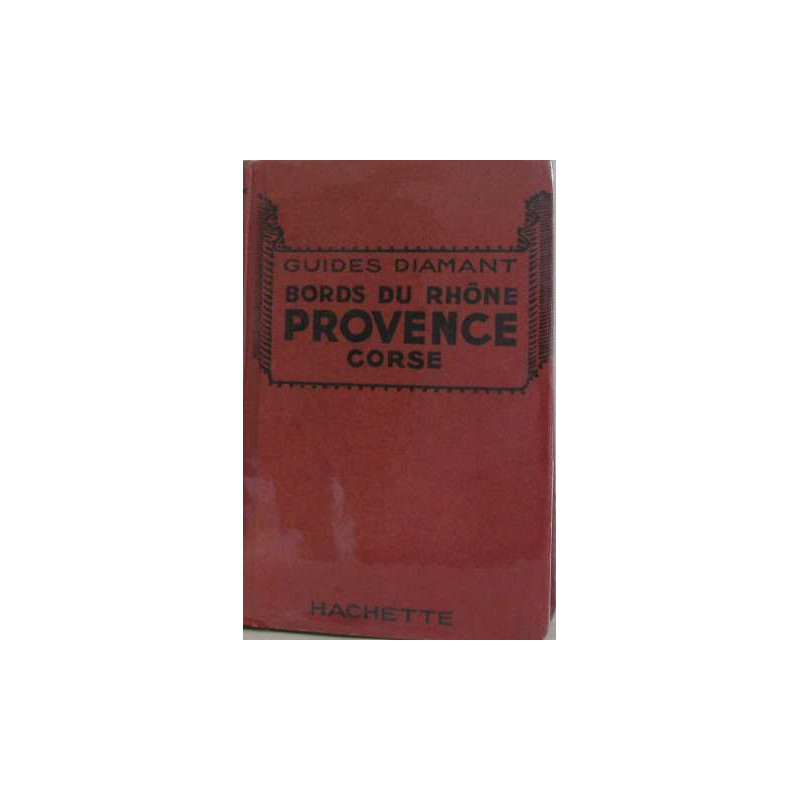 GUIDES DIAMANT
BORDS DU RHÔNE
PROVENCE
CORSE
HACHETTE